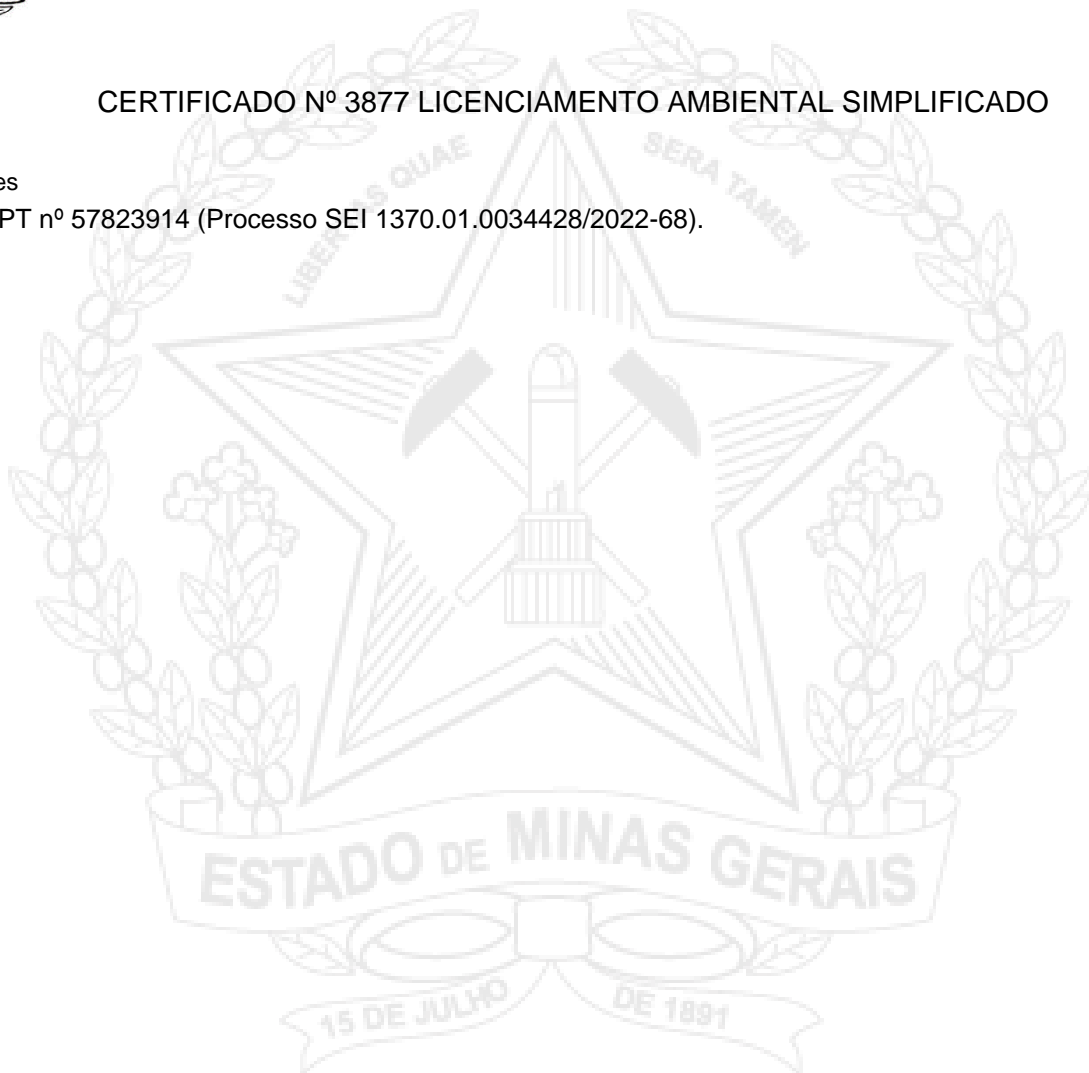 CERTIFICADO Nº 3877 LICENCIAMENTO AMBIENTAL SIMPLIFICADO
es
PT nº 57823914 (Processo SEI 1370.01.0034428/2022-68).
LIBERTAS QUAE SERA TAMEN
ESTADO DE MINAS GERAIS
15 DE JULHO DE 1891